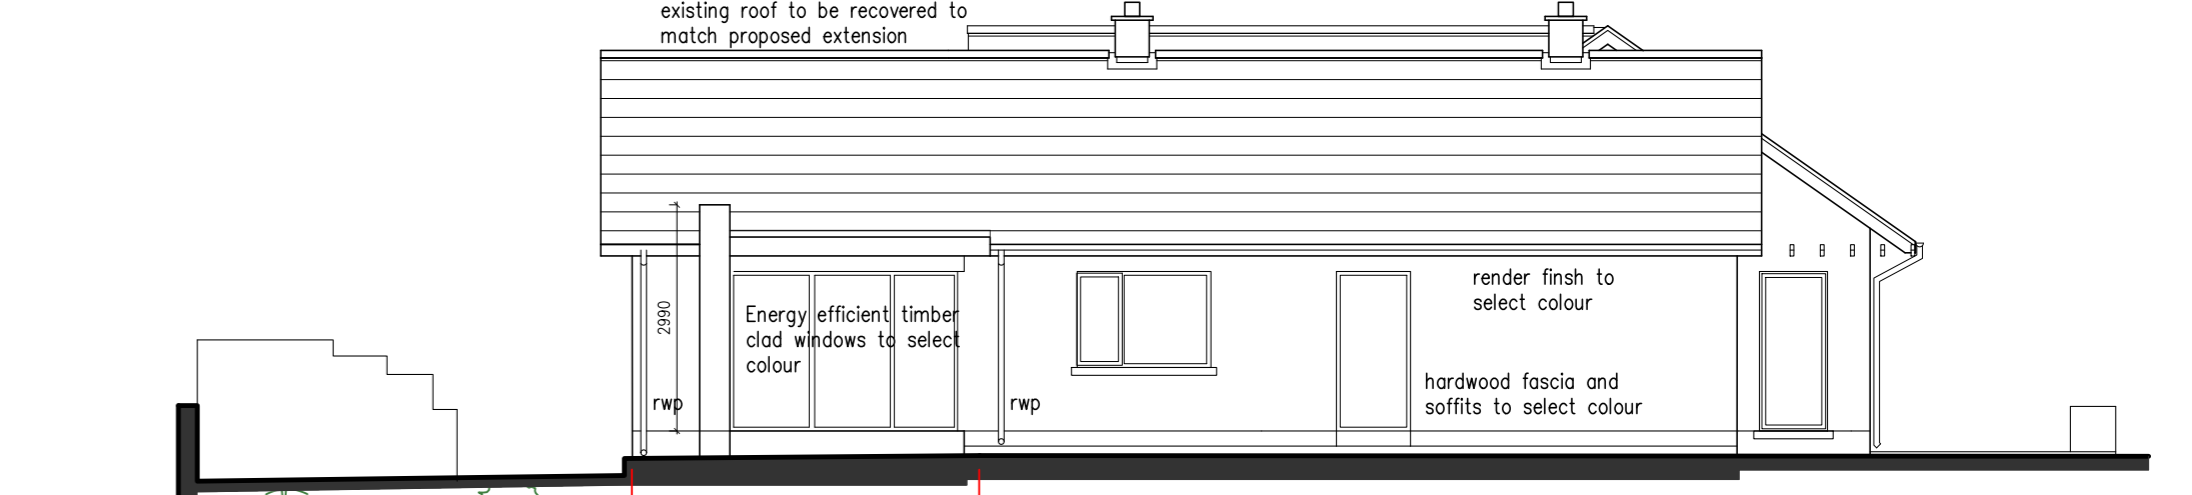 existing roof to be recovered to
match proposed extension
2990
Energy efficient timber
clad windows to select
colour
rwp
rwp
render finsh to
select colour
hardwood fascia and
soffits to select colour